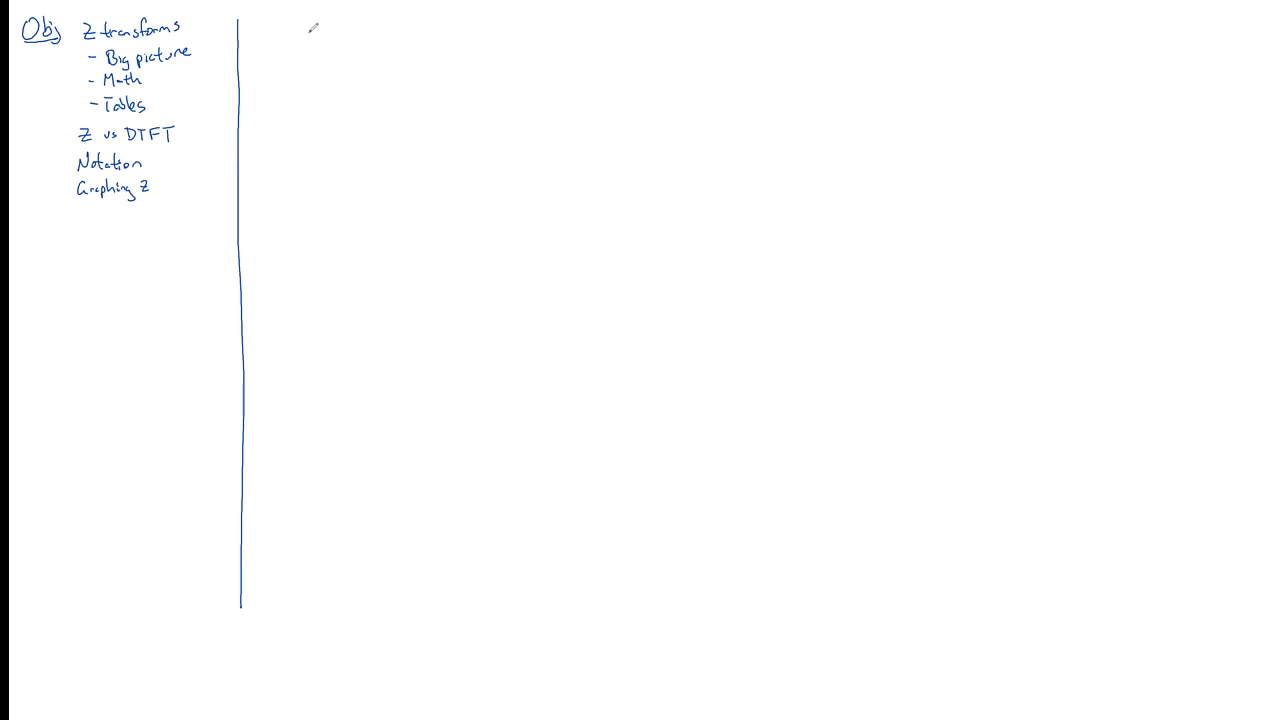 Obj Z transforms
- Big picture
- Math
- Tables
Z vs DTFT
Notation
Graphing Z